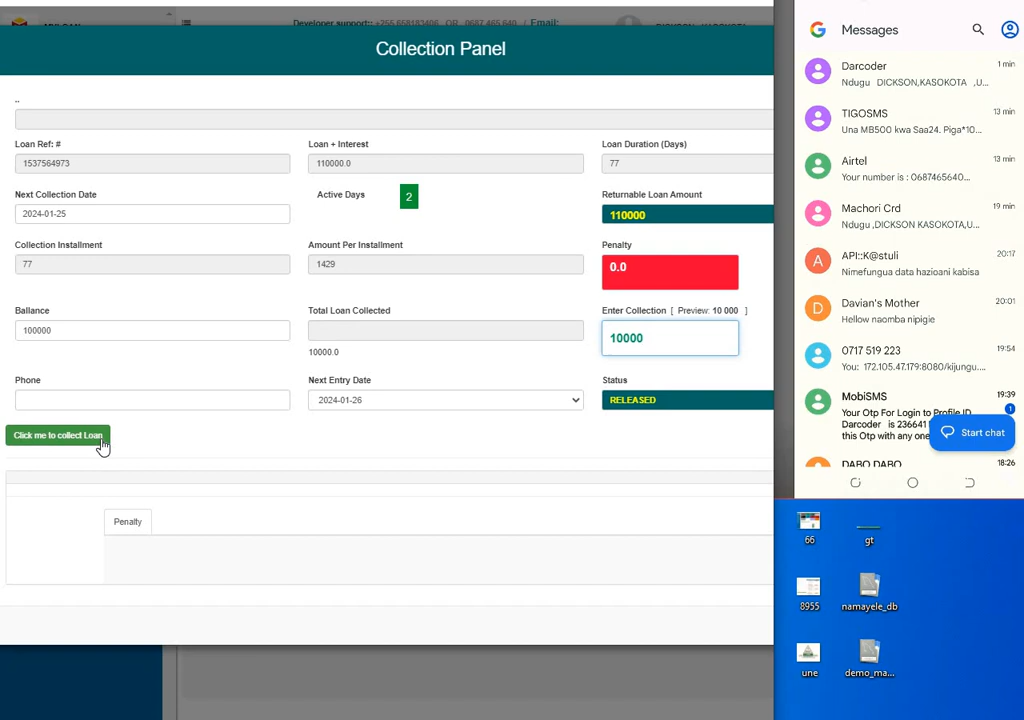 Developer support:: +255 658183406 OR 0687 465 640 / Email:
DICKSON, KASOKOTA
Collection Panel
..
Loan Ref: #
Loan + Interest
Loan Duration (Days)
1537564973
110000.0
77
Next Collection Date
Active Days
2
Returnable Loan Amount
2024-01-25
110000
Collection Installment
Amount Per Installment
Penalty
77
1429
0.0
Ballance
Total Loan Collected
Enter Collection [ Preview: 10 000 ]
100000
10000
10000.0
Phone
Next Entry Date
Status
2024-01-26
RELEASED
Click me to collect Loan
Penalty
Messages
Darcoder
1 min
Ndugu DICKSON,KASOKOTA ,U...
TIGOSMS
13 min
Una MB500 kwa Saa24. Piga*10...
Airtel
13 min
Your number is : 0687465640...
Machori Crd
19 min
Ndugu ,DICKSON KASOKOTA,U...
A
API::K@stuli
20:17
Nimefungua data hazioani kabisa
D
Davian's Mother
20:01
Hellow naomba nipigie
0717 519 223
19:54
You: 172.105.47.179:8080/kijungu....
MobiSMS
19:39
Your Otp For Login to Profile ID
1
Darcoder is 236641
this Otp with any one
Start chat
DABO DABO
18:26
66
gt
8955
namayele_db
une
demo_ma...